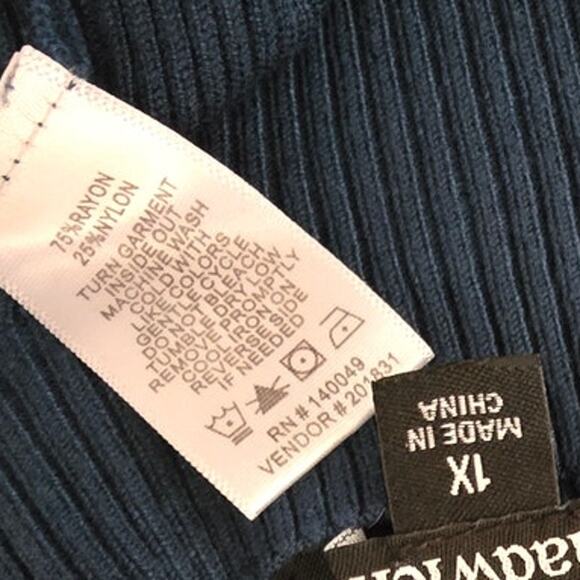 75%RAYON
25%NYLON
TURN GARMENT
INSIDE OUT
MACHINE WASH
COLD WITH
LIKE COLORS
GENTLE CYCLE
DO NOT BLEACH
TUMBLE DRY LOW
REMOVE PROMPTLY
COOL IRON ON
REVERSE SIDE
IF NEEDED
RN # 140049
VENDOR # 201831
1X
MADE IN
CHINA